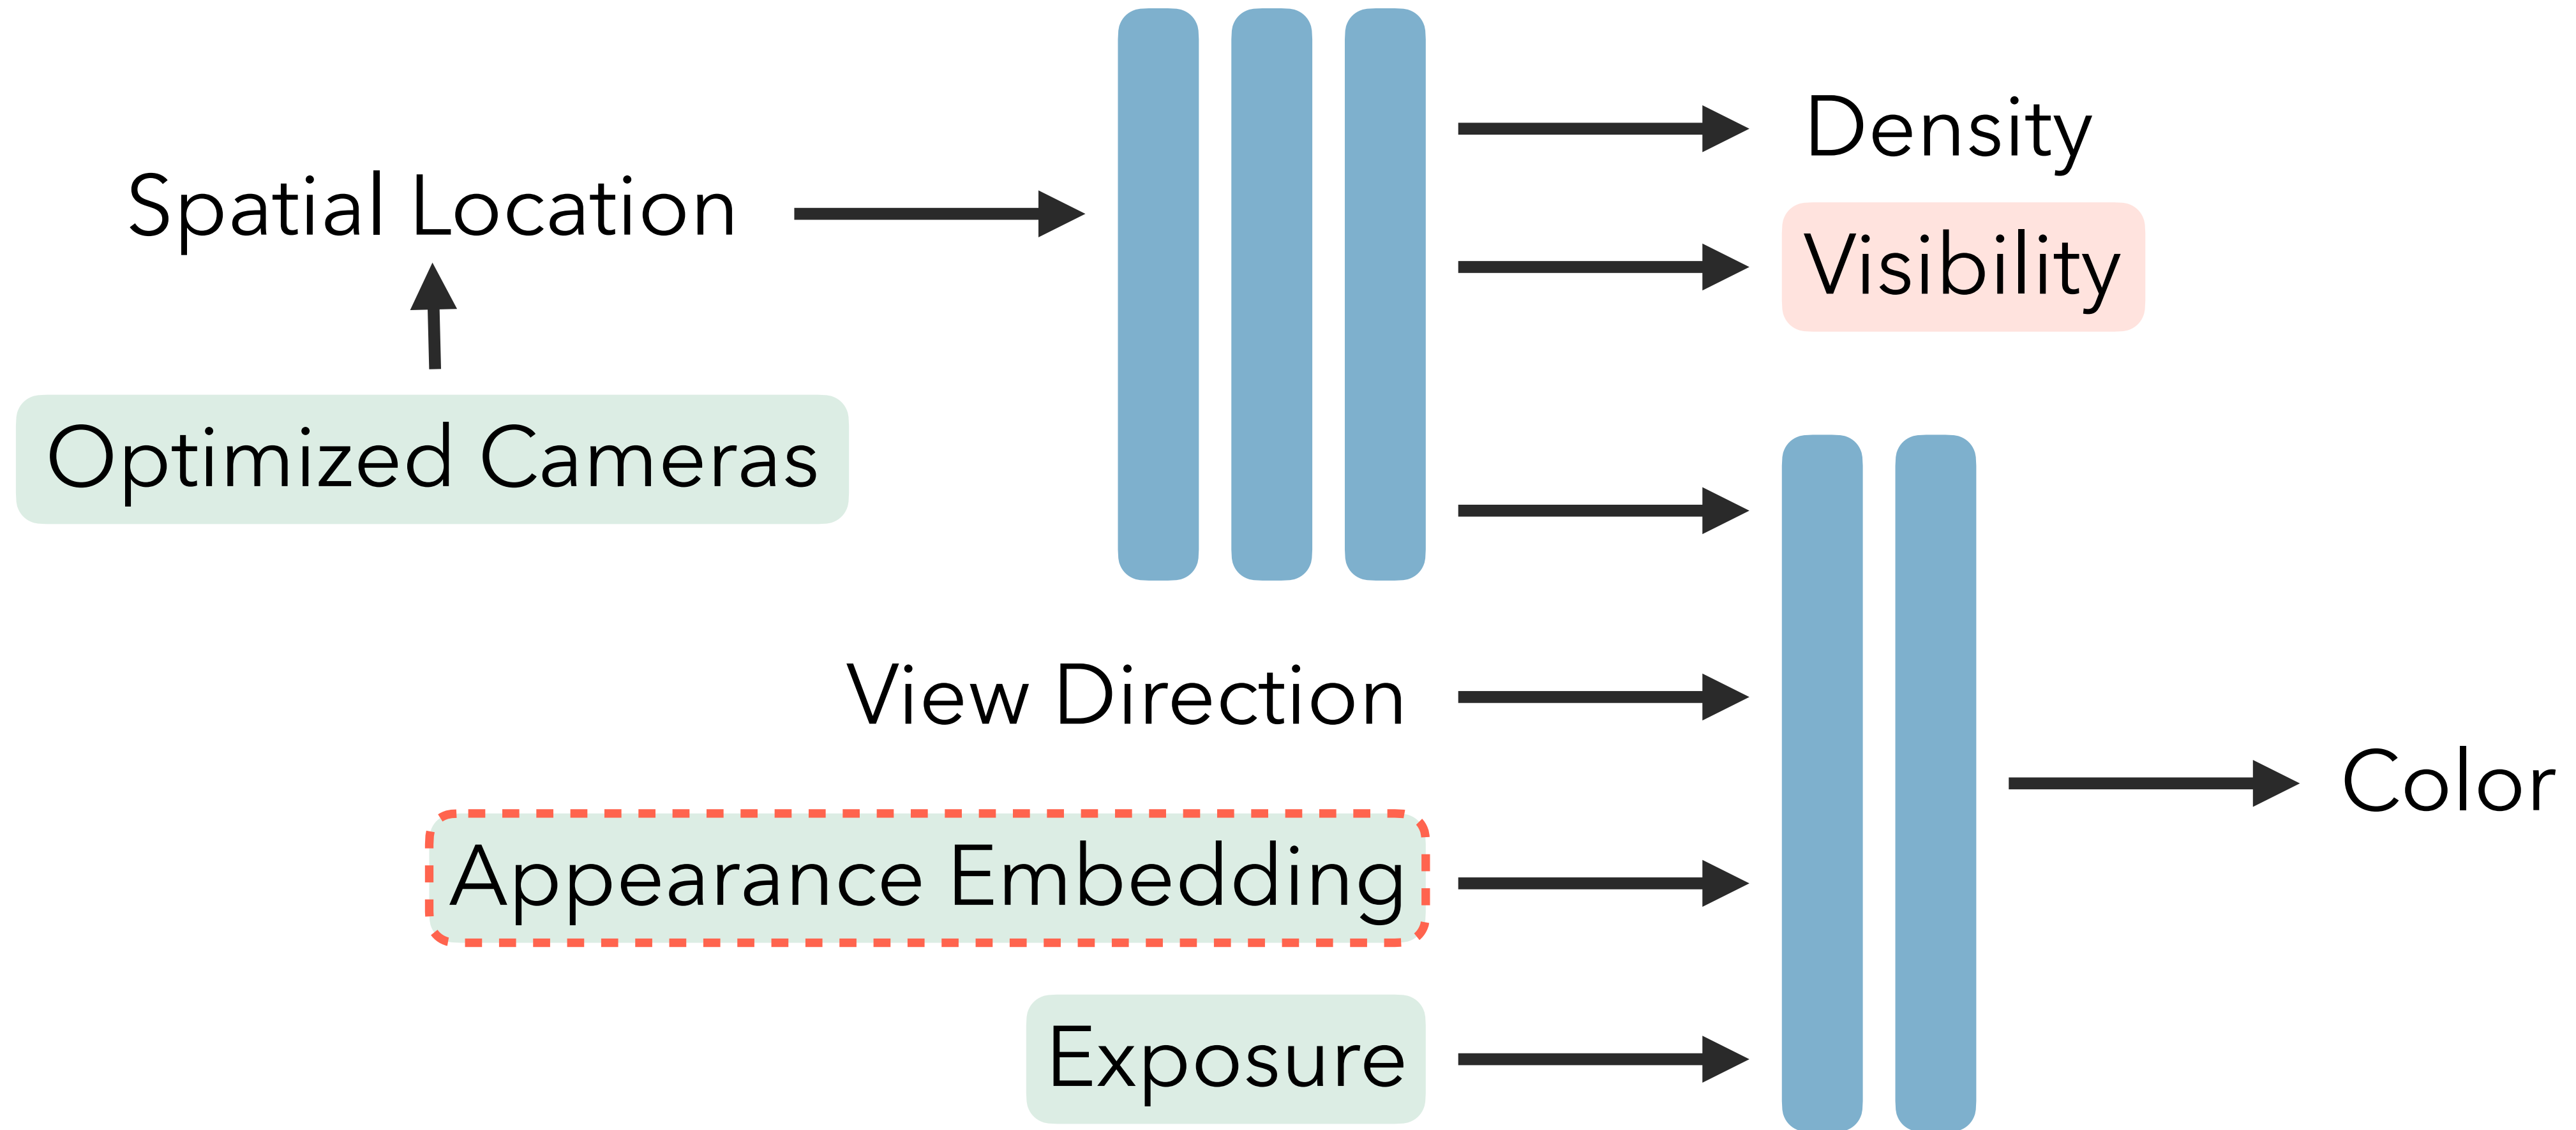 Density
Spatial Location
Visibility
Optimized Cameras
View Direction
Color
Appearance Embedding
Exposure